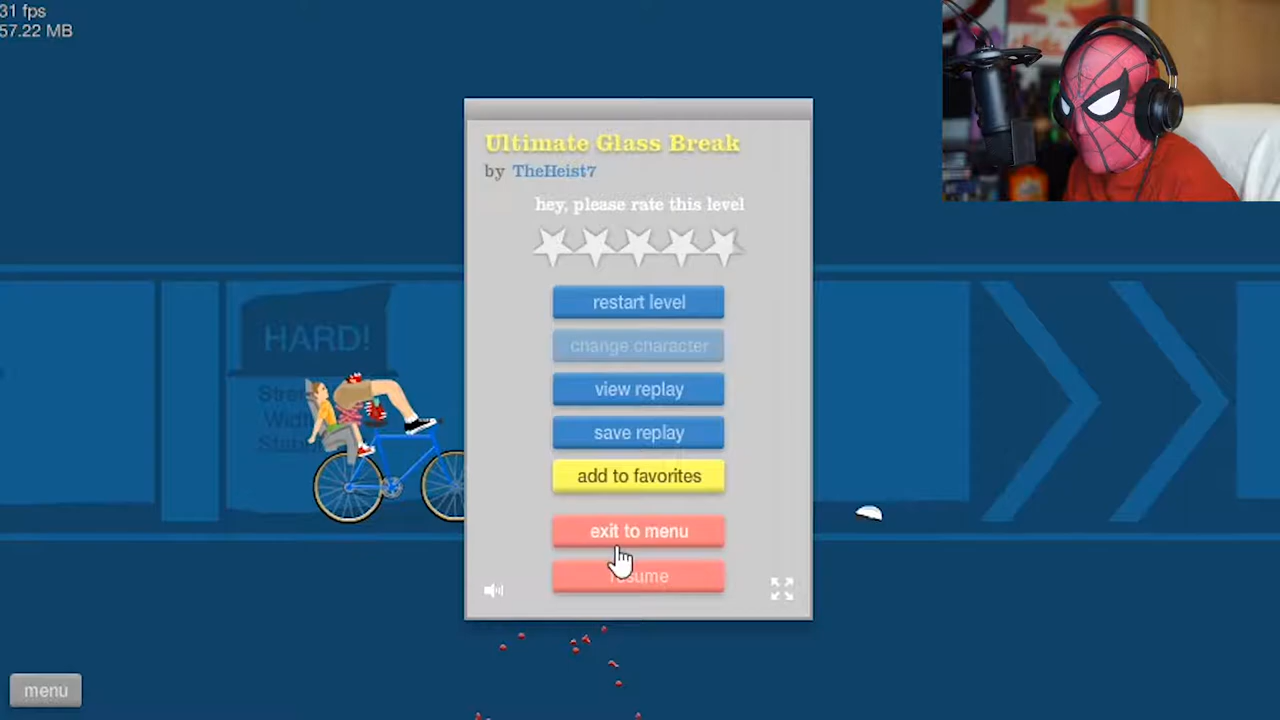 31 fps
57.22 MB
Ultimate Glass Break
by TheHeist7
hey, please rate this level
restart level
change character
view replay
save replay
add to favorites
exit to menu
resume
HARD!
menu